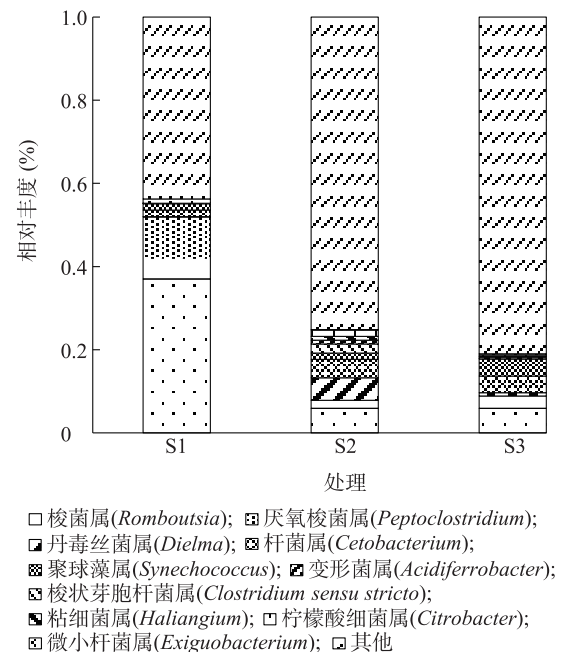 1.0
0.8
0.6
0.4
0.2
0
相对丰度 (%)
S1 S2 S3
处理
梭菌属(Romboutsia); 厌氧梭菌属(Peptoclostridium);
丹毒丝菌属(Dielma); 杆菌属(Cetobacterium);
聚球藻属(Synechococcus); 变形菌属(Acidiferrobacter);
梭状芽胞杆菌属(Clostridium sensu stricto);
粘细菌属(Haliangium); 柠檬酸细菌属(Citrobacter);
微小杆菌属(Exiguobacterium); 其他